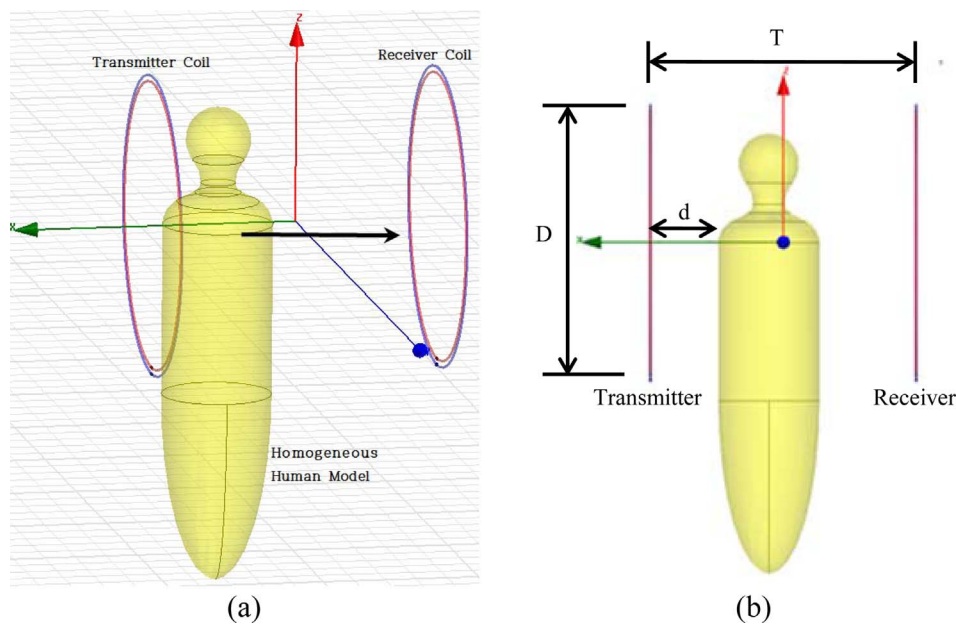 z
Transmitter Coil
Receiver Coil
x
Homogeneous
Human Model
(a)
T
z
D
d
x
Transmitter
Receiver
(b)